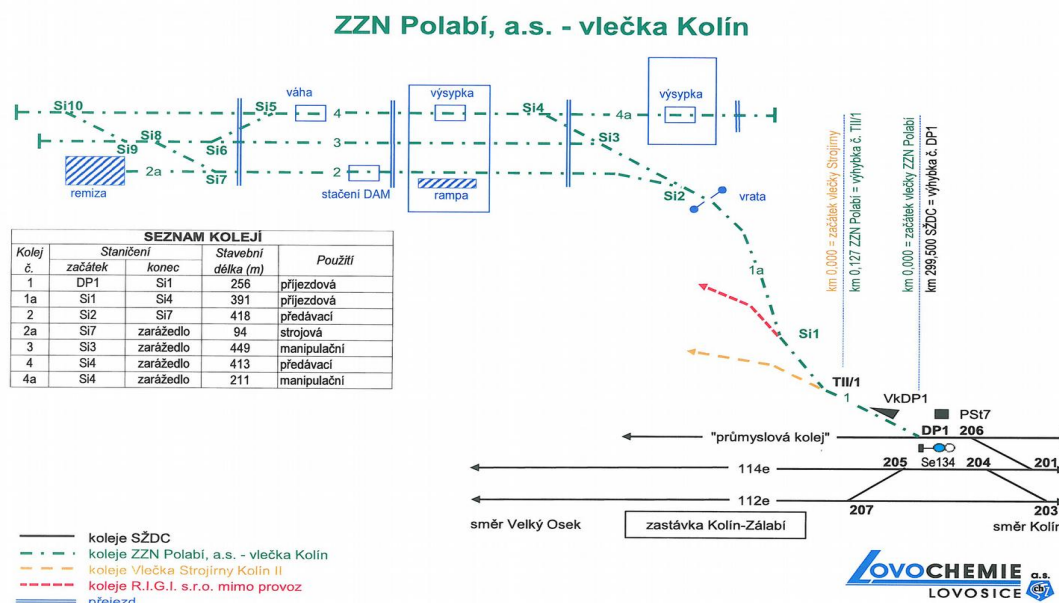 ZZN Polabí, a.s. - vlečka Kolín
váha
výsypka
výsypka
Si10
Si5
4
Si4
4a
Si8
Si9
Si6
3
Si3
2a
Si7
2
Si2
remiza
stačení DAM
rampa
vrata
1a
Si1
km 0,000 = začátek vlečky Strojírny
km 0,127 ZZN Polabí = výhybka č. TII/1
km 0,000 = začátek vlečky ZZN Polabí
km 299,500 SŽDC = výhybka č. DP1
SEZNAM KOLEJÍ
Kolej č. Staničení Stavební délka (m) Použití
začátek konec
1 DP1 Si1 256 příjezdová
1a Si1 Si4 391 příjezdová
2 Si2 Si7 418 předávací
2a Si7 zarážedlo 94 strojová
3 Si3 zarážedlo 449 manipulační
4 Si4 zarážedlo 413 předávací
4a Si4 zarážedlo 211 manipulační
TII/1
1
VkDP1
PSt7
DP1
206
"průmyslová kolej"
114e
205
Se134
204
201
112e
207
203
směr Velký Osek
zastávka Kolín-Zálabí
směr Kolín
koleje SŽDC
koleje ZZN Polabí, a.s. - vlečka Kolín
koleje Vlečka Strojírny Kolín II
koleje R.I.G.I. s.r.o. mimo provoz
přejezd
LOVOCHEMIE a.s.
LOVOSICE
ch